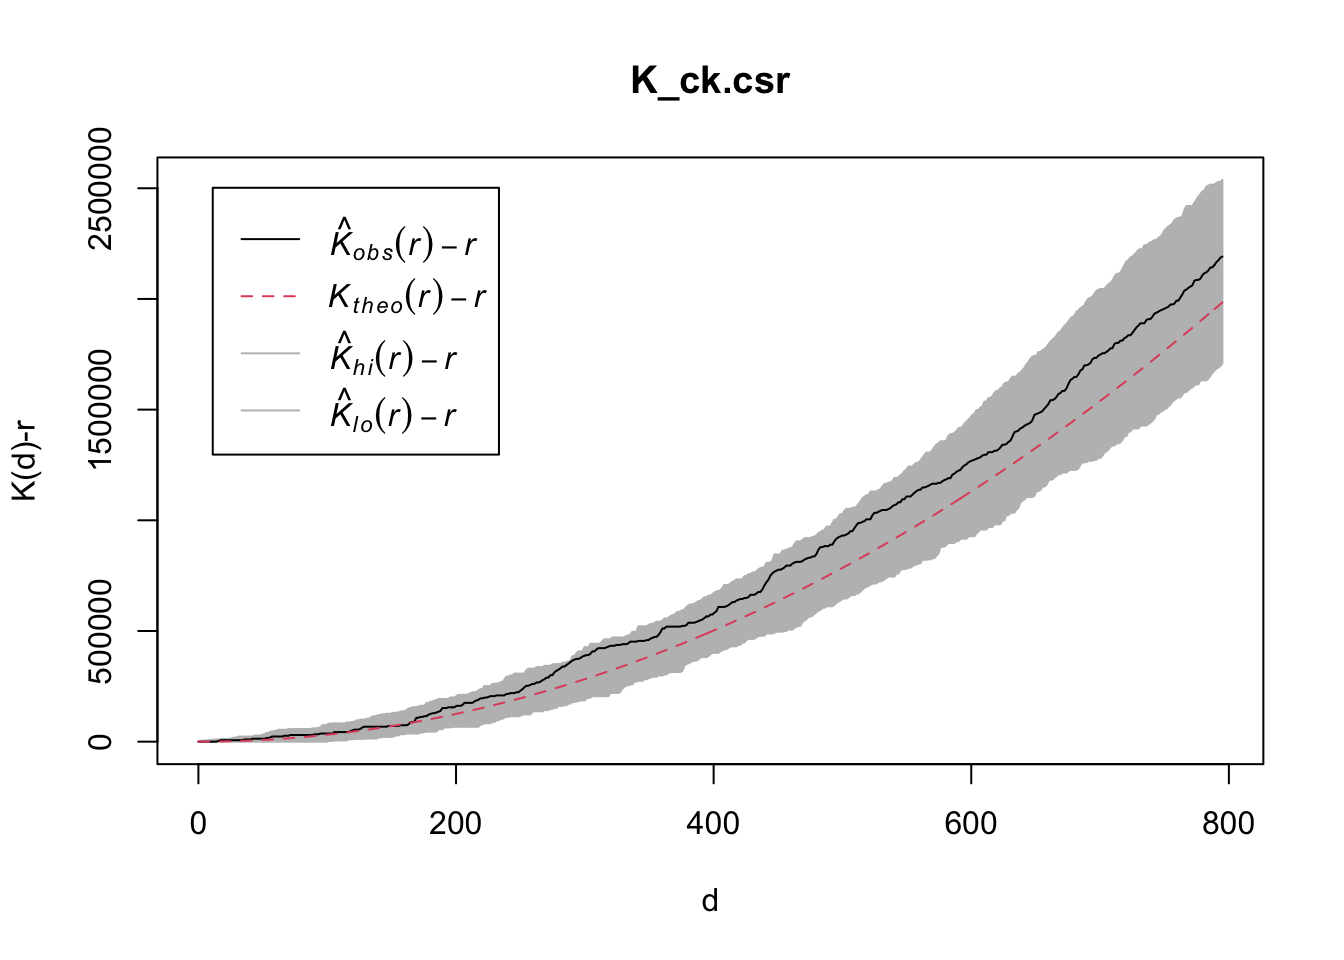 K_ck.csr
K̂obs(r) − r
Ktheo(r) − r
K̂hi(r) − r
K̂lo(r) − r
K(d)-r
2500000
1500000
500000
0
0 200 400 600 800
d